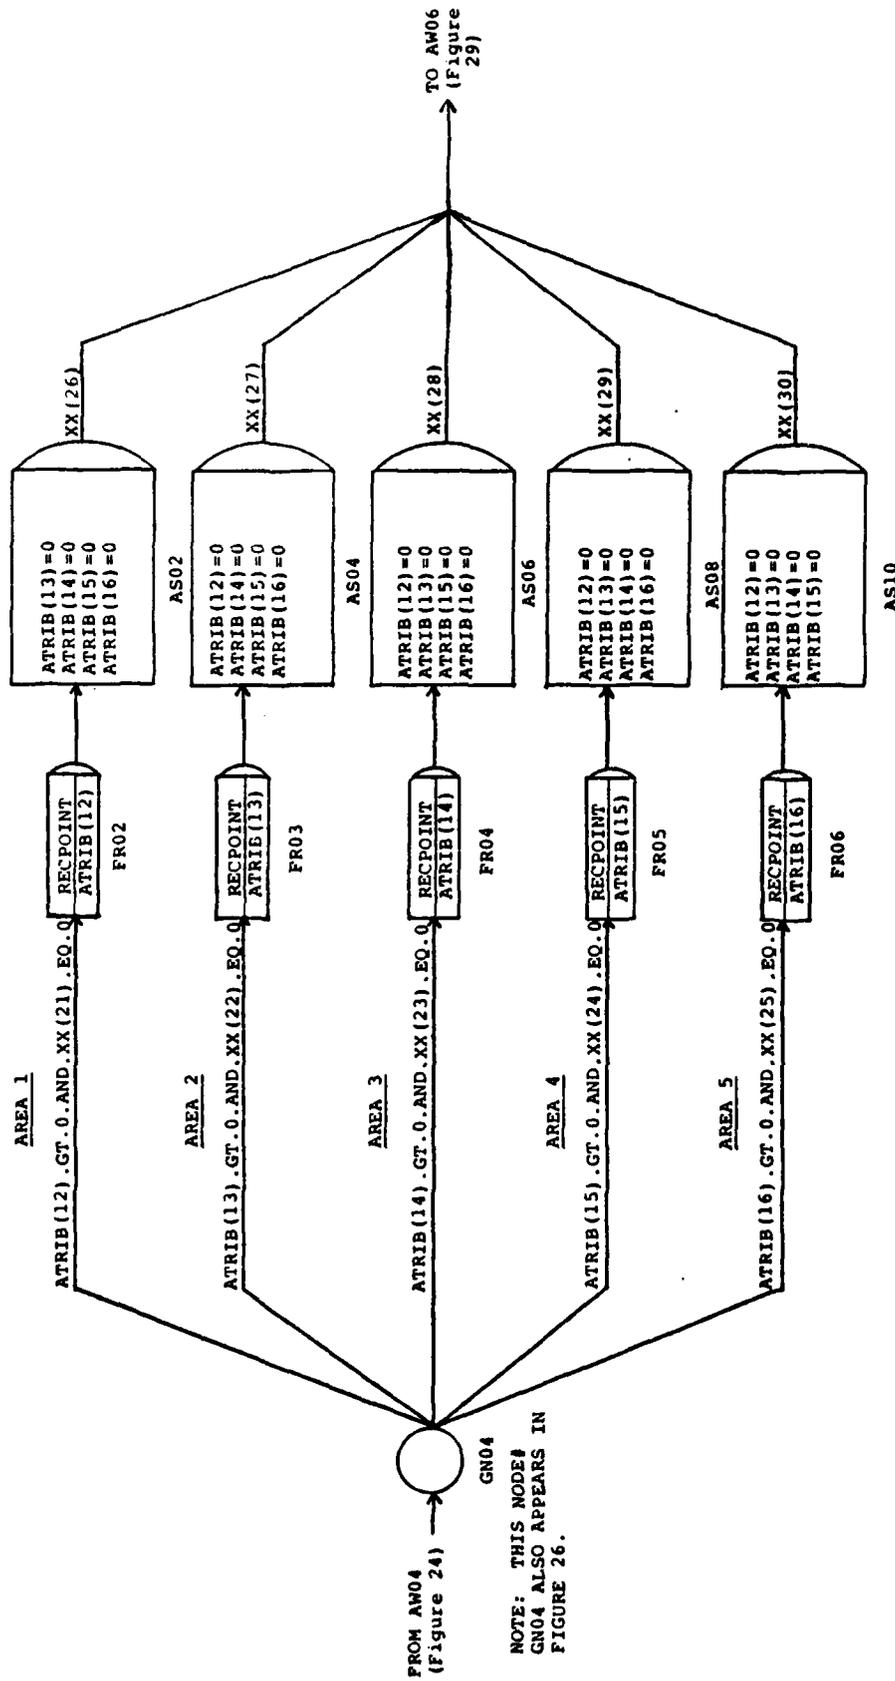 FROM AW04
(Figure 24)
GN04
NOTE: THIS NODE#
GN04 ALSO APPEARS IN
FIGURE 26.
AREA 1
ATRIB(12).GT.0.AND.XX(21).EQ.0
RECPOINT
ATRIB(12)
FR02
ATRIB(13)=0
ATRIB(14)=0
ATRIB(15)=0
ATRIB(16)=0
AS02
XX(26)
AREA 2
ATRIB(13).GT.0.AND.XX(22).EQ.0
RECPOINT
ATRIB(13)
FR03
ATRIB(12)=0
ATRIB(14)=0
ATRIB(15)=0
ATRIB(16)=0
AS04
XX(27)
AREA 3
ATRIB(14).GT.0.AND.XX(23).EQ.0
RECPOINT
ATRIB(14)
FR04
ATRIB(12)=0
ATRIB(13)=0
ATRIB(15)=0
ATRIB(16)=0
AS06
XX(28)
AREA 4
ATRIB(15).GT.0.AND.XX(24).EQ.0
RECPOINT
ATRIB(15)
FR05
ATRIB(12)=0
ATRIB(13)=0
ATRIB(14)=0
ATRIB(16)=0
AS08
XX(29)
AREA 5
ATRIB(16).GT.0.AND.XX(25).EQ.0
RECPOINT
ATRIB(16)
FR06
ATRIB(12)=0
ATRIB(13)=0
ATRIB(14)=0
ATRIB(15)=0
AS10
XX(30)
TO AW06
(Figure
29)